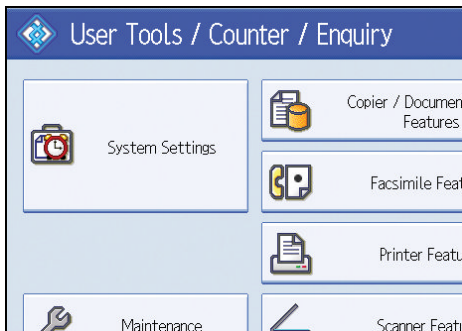 User Tools / Counter / Enquiry
System Settings
Copier / Documen
Features
Facsimile Feat
Printer Featu
Maintenance
Scanner Featu